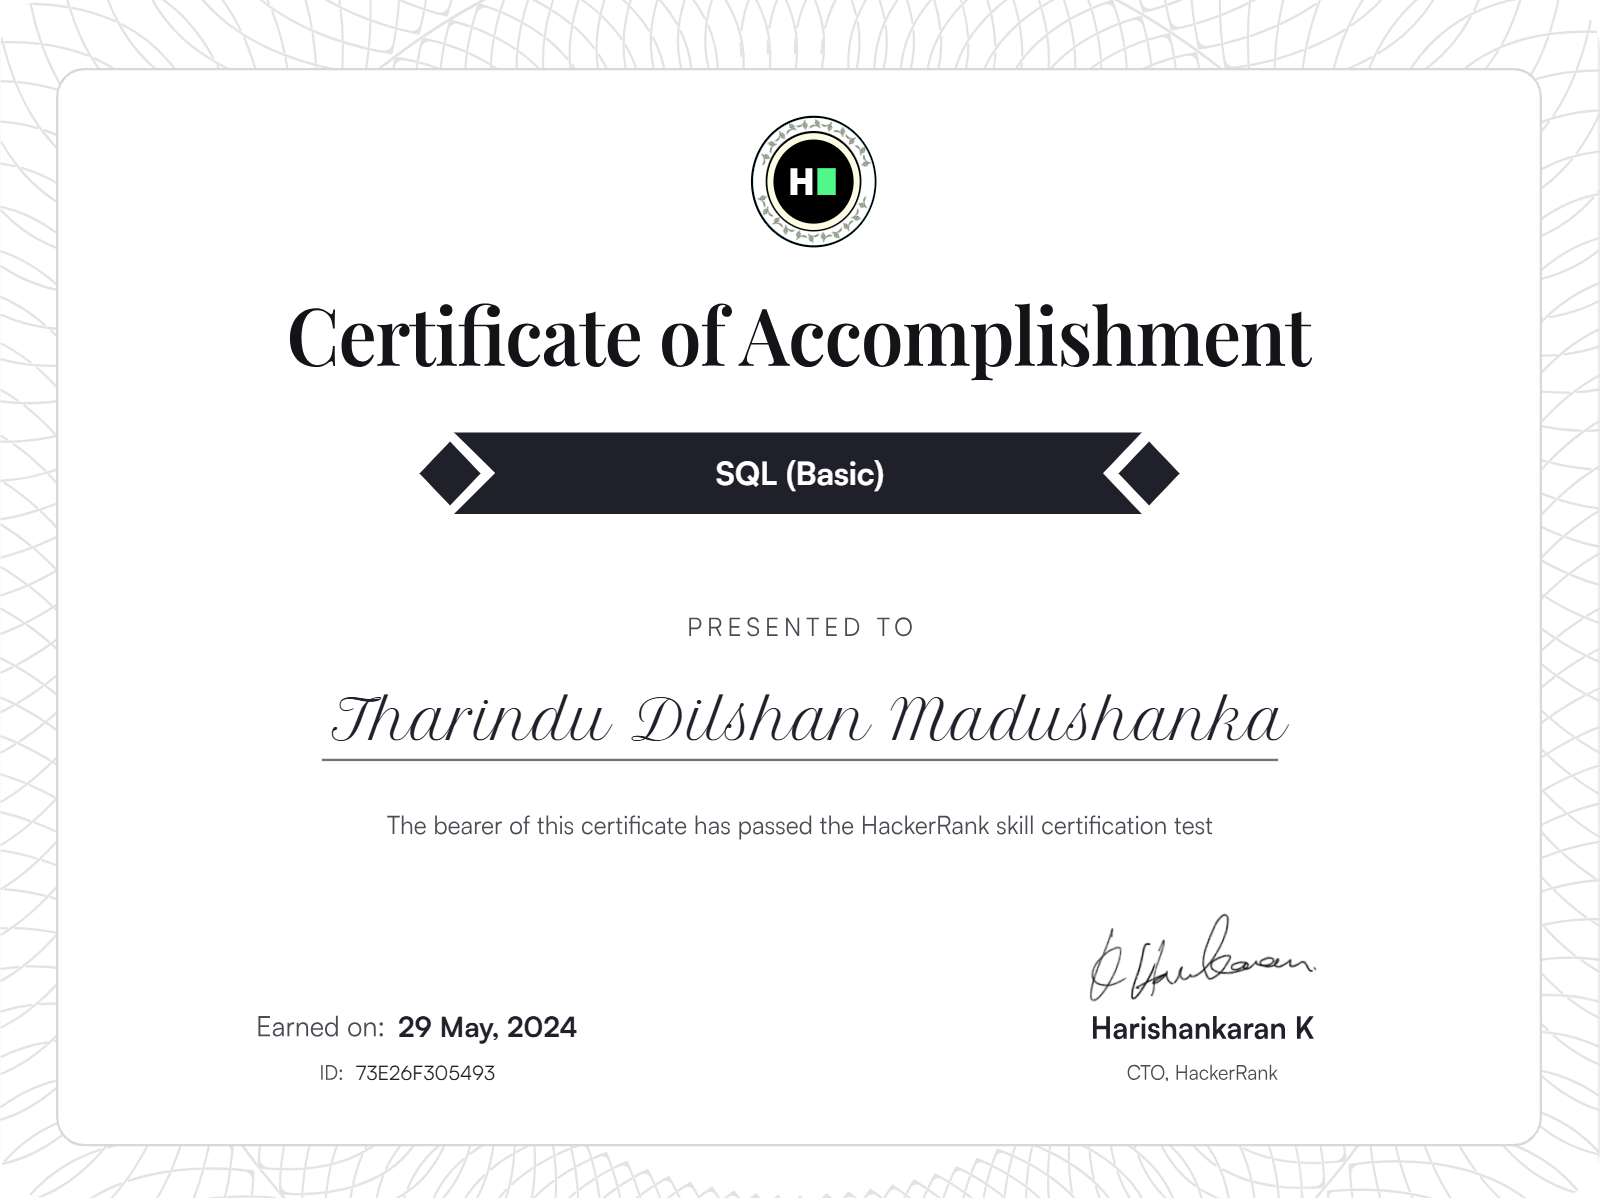 H
Certificate of Accomplishment
SQL (Basic)
PRESENTED TO
Tharindu Dilshan Madushanka
The bearer of this certificate has passed the HackerRank skill certification test
Earned on: 29 May, 2024
ID: 73E26F305493
Harishankaran K
CTO, HackerRank